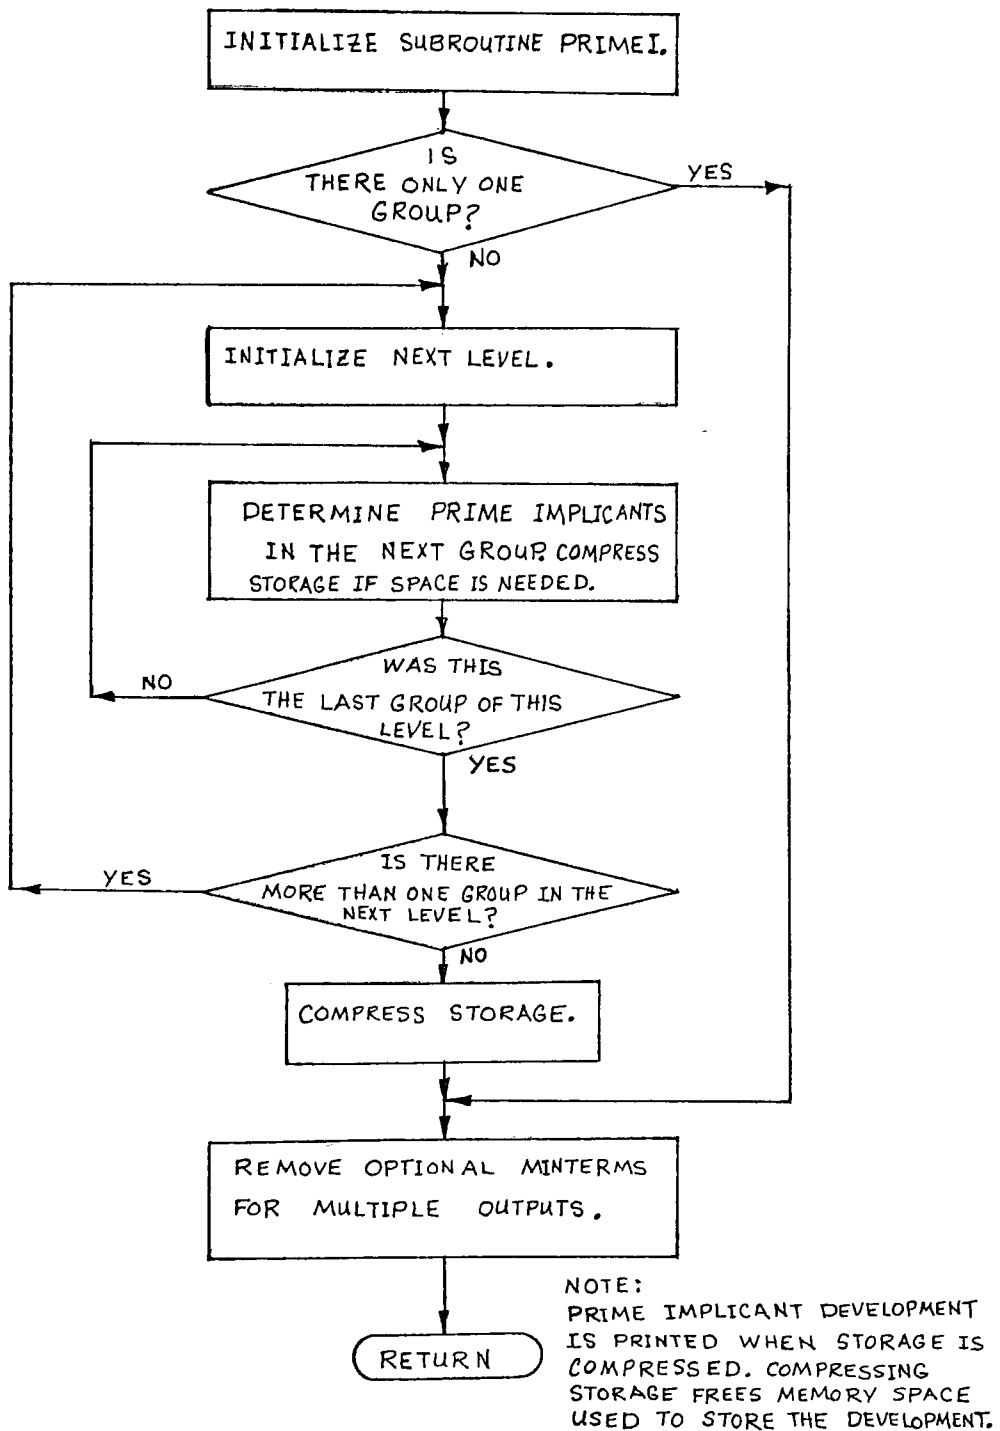 INITIALIZE SUBROUTINE PRIMEI.
IS
THERE ONLY ONE
GROUP?
YES
NO
INITIALIZE NEXT LEVEL.
DETERMINE PRIME IMPLICANTS
IN THE NEXT GROUP. COMPRESS
STORAGE IF SPACE IS NEEDED.
WAS THIS
THE LAST GROUP OF THIS
LEVEL?
NO
YES
IS THERE
MORE THAN ONE GROUP IN THE
NEXT LEVEL?
YES
NO
COMPRESS STORAGE.
REMOVE OPTIONAL MINTERMS
FOR MULTIPLE OUTPUTS.
RETURN
NOTE:
PRIME IMPLICANT DEVELOPMENT
IS PRINTED WHEN STORAGE IS
COMPRESSED. COMPRESSING
STORAGE FREES MEMORY SPACE
USED TO STORE THE DEVELOPMENT.